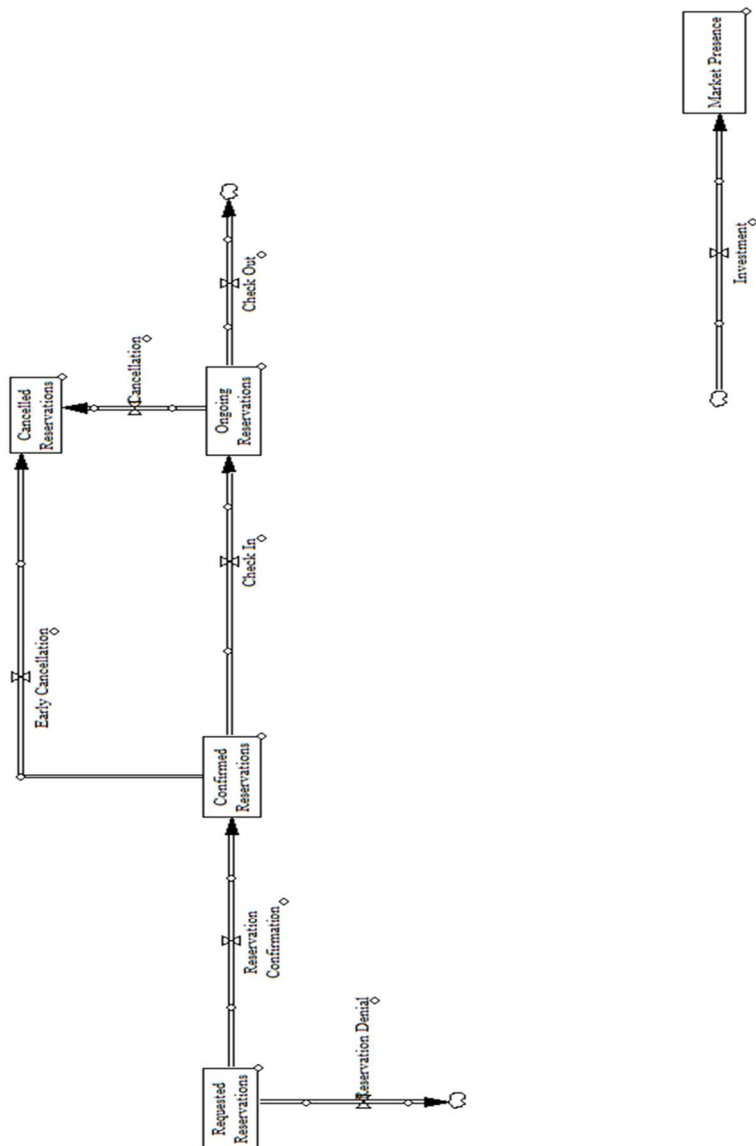 Cancelled
Reservations
Early Cancellation
Cancellation
Requested
Reservations
Reservation
Confirmation
Confirmed
Reservations
Check In
Ongoing
Reservations
Check Out
Reservation Denial
Investment
Market Presence